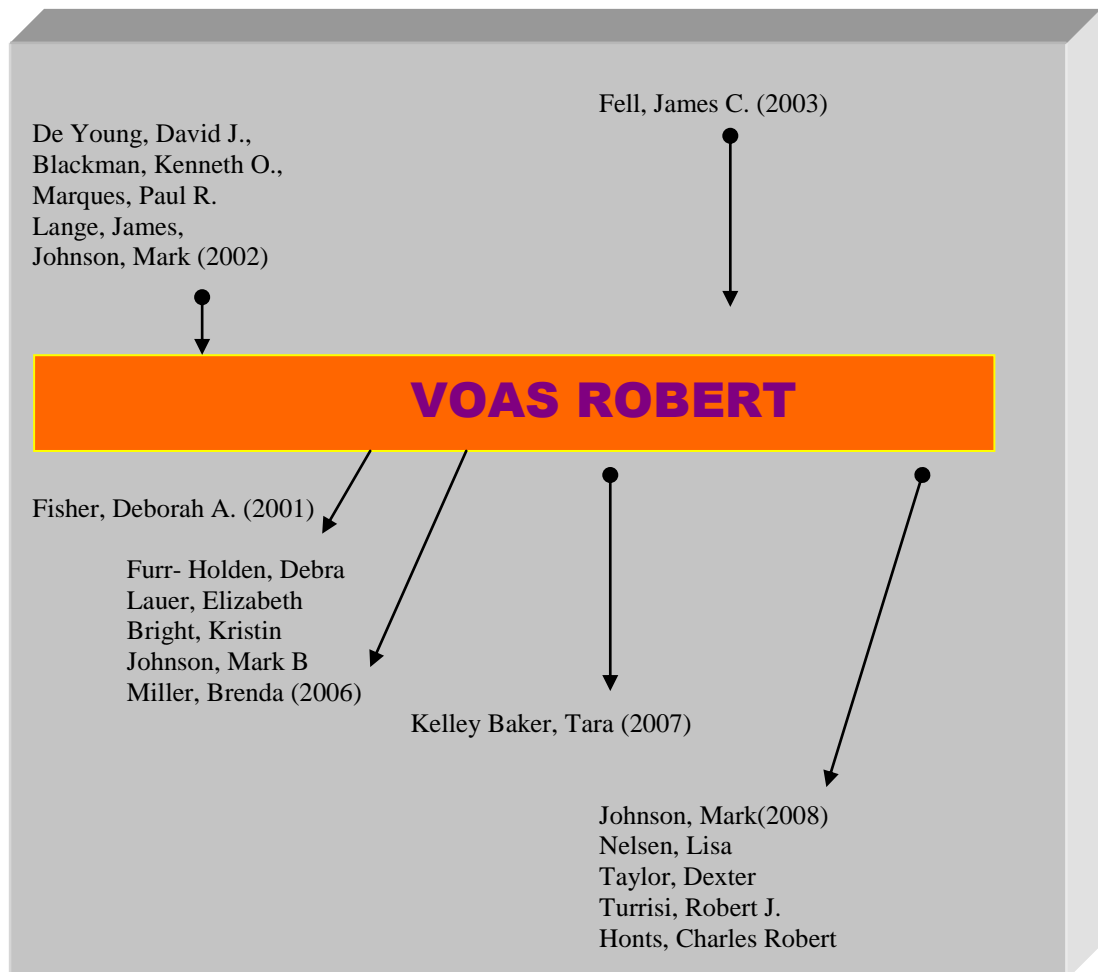 Fell, James C. (2003)
De Young, David J.,
Blackman, Kenneth O.,
Marques, Paul R.
Lange, James,
Johnson, Mark (2002)
VOAS ROBERT
Fisher, Deborah A. (2001)
Furr- Holden, Debra
Lauer, Elizabeth
Bright, Kristin
Johnson, Mark B
Miller, Brenda (2006)
Kelley Baker, Tara (2007)
Johnson, Mark(2008)
Nelsen, Lisa
Taylor, Dexter
Turrisi, Robert J.
Honts, Charles Robert